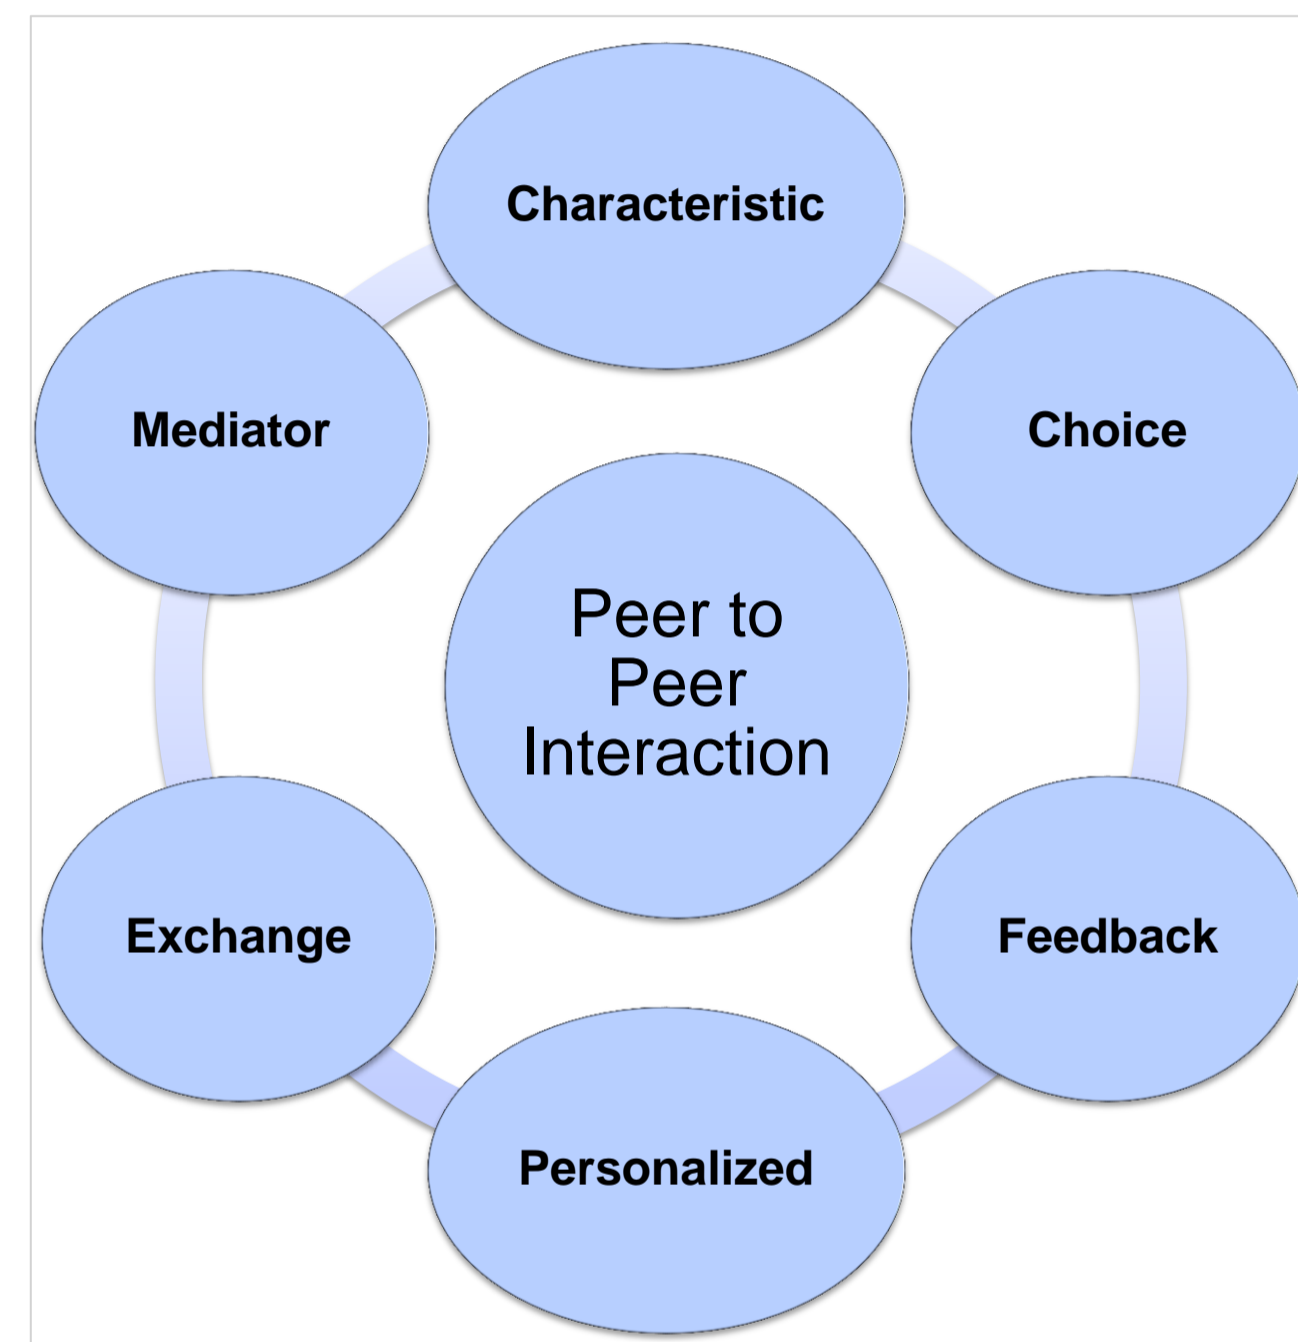 Characteristic
Mediator
Choice
Peer to
Peer
Interaction
Exchange
Feedback
Personalized